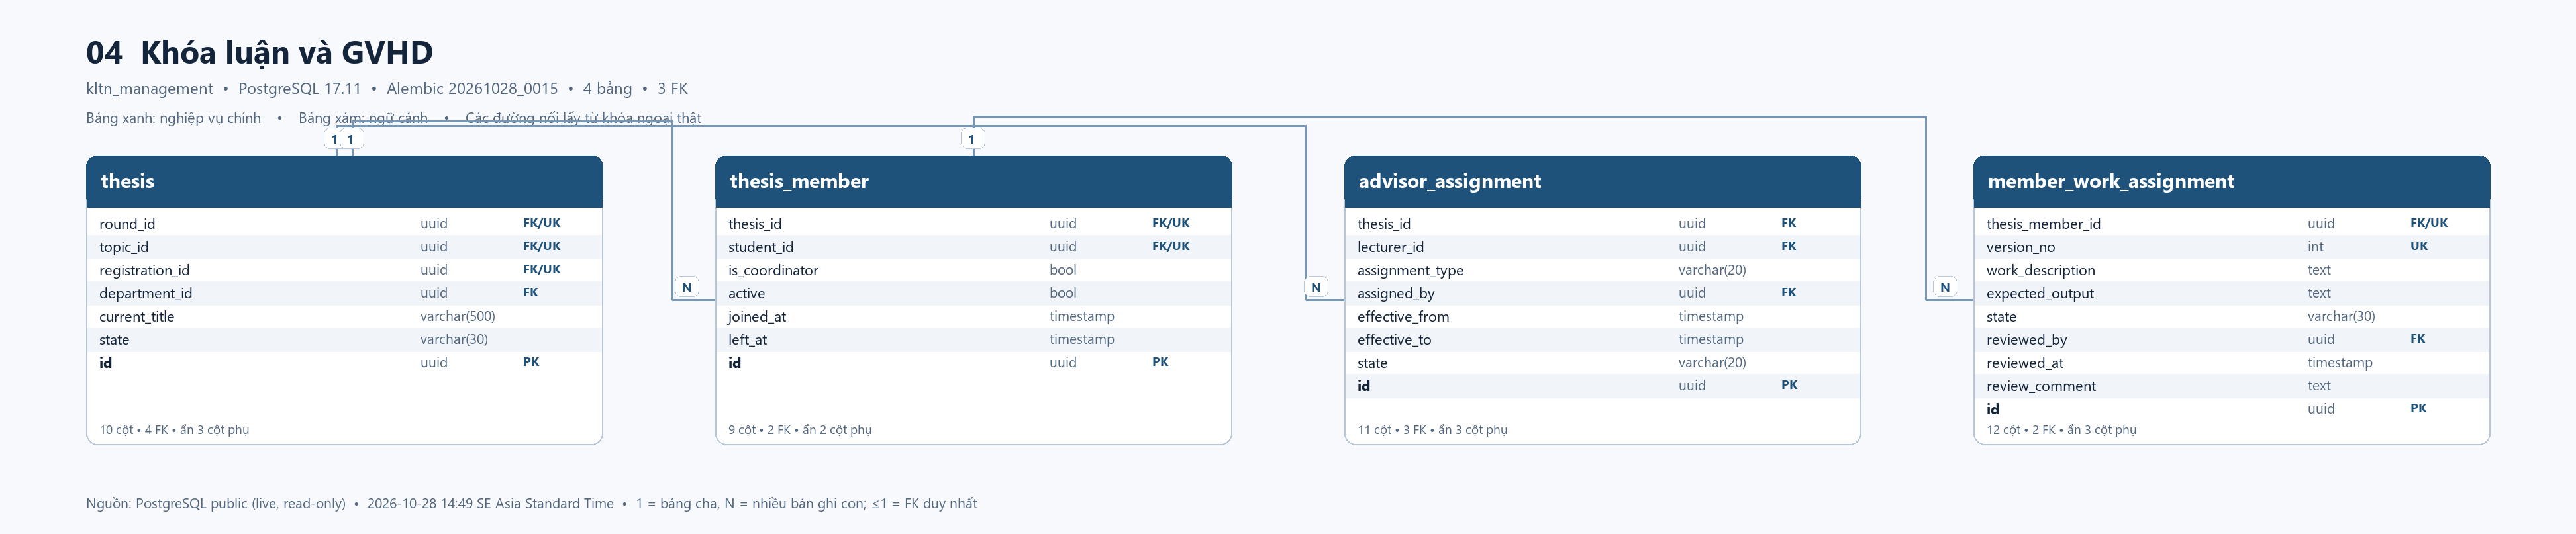 04 Khóa luận và GVHD
kltn_management • PostgreSQL 17.11 • Alembic 20261028_0015 • 4 bảng • 3 FK
Bảng xanh: nghiệp vụ chính • Bảng xám: ngữ cảnh • Các đường nối lấy từ khóa ngoại thật
1 1
1
thesis
round_id uuid FK/UK
topic_id uuid FK/UK
registration_id uuid FK/UK
department_id uuid FK
current_title varchar(500)
state varchar(30)
id uuid PK
10 cột • 4 FK • ẩn 3 cột phụ
N
thesis_member
thesis_id uuid FK/UK
student_id uuid FK/UK
is_coordinator bool
active bool
joined_at timestamp
left_at timestamp
id uuid PK
9 cột • 2 FK • ẩn 2 cột phụ
N
advisor_assignment
thesis_id uuid FK
lecturer_id uuid FK
assignment_type varchar(20)
assigned_by uuid FK
effective_from timestamp
effective_to timestamp
state varchar(20)
id uuid PK
11 cột • 3 FK • ẩn 3 cột phụ
N
member_work_assignment
thesis_member_id uuid FK/UK
version_no int UK
work_description text
expected_output text
state varchar(30)
reviewed_by uuid FK
reviewed_at timestamp
review_comment text
id uuid PK
12 cột • 2 FK • ẩn 3 cột phụ
Nguồn: PostgreSQL public (live, read-only) • 2026-10-28 14:49 SE Asia Standard Time • 1 = bảng cha, N = nhiều bản ghi con; ≤1 = FK duy nhất